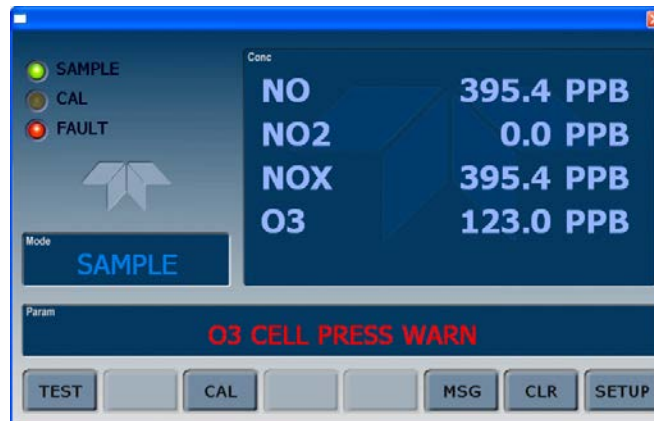 SAMPLE
CAL
FAULT
Conc
NO 395.4 PPB
NO2 0.0 PPB
NOX 395.4 PPB
O3 123.0 PPB
Mode
SAMPLE
Param
O3 CELL PRESS WARN
TEST CAL MSG CLR SETUP